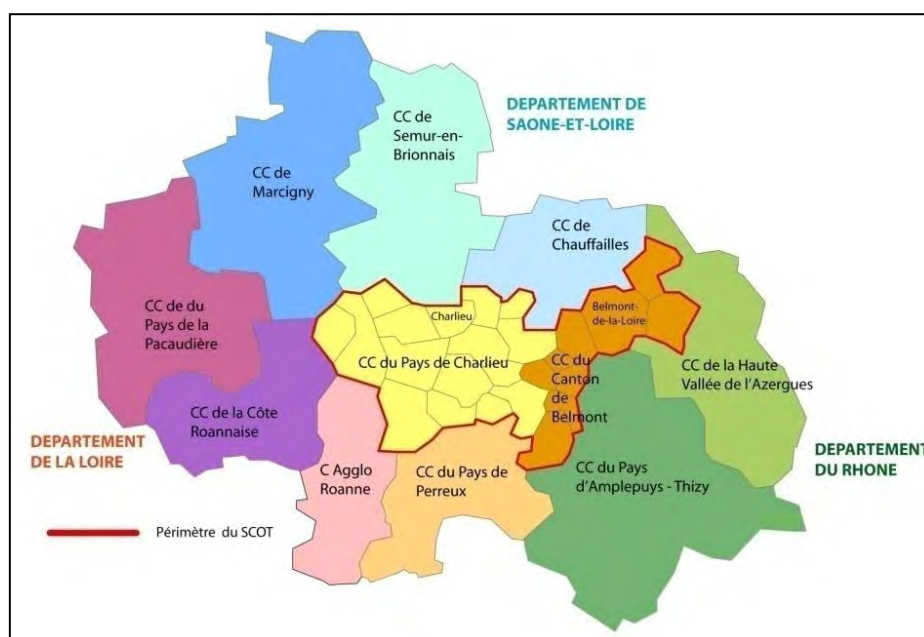 CC de
Semur-en-
Brionnais
DEPARTEMENT DE
SAONE-ET-LOIRE
CC de
Marcigny
CC de
Chauffailles
CC de du
Pays de la
Pacaudière
Charlieu
Belmont-
de-la-Loire
CC du Pays de Charlieu
CC du
Canton
de
Belmont
CC de la Haute
Vallée de l'Azergues
CC de la Côte
Roannaise
DEPARTEMENT
DE LA LOIRE
C Agglo
Roanne
CC du Pays de
Perreux
CC du Pays
d'Amplepuys - Thizy
DEPARTEMENT
DU RHONE
Périmètre du SCOT